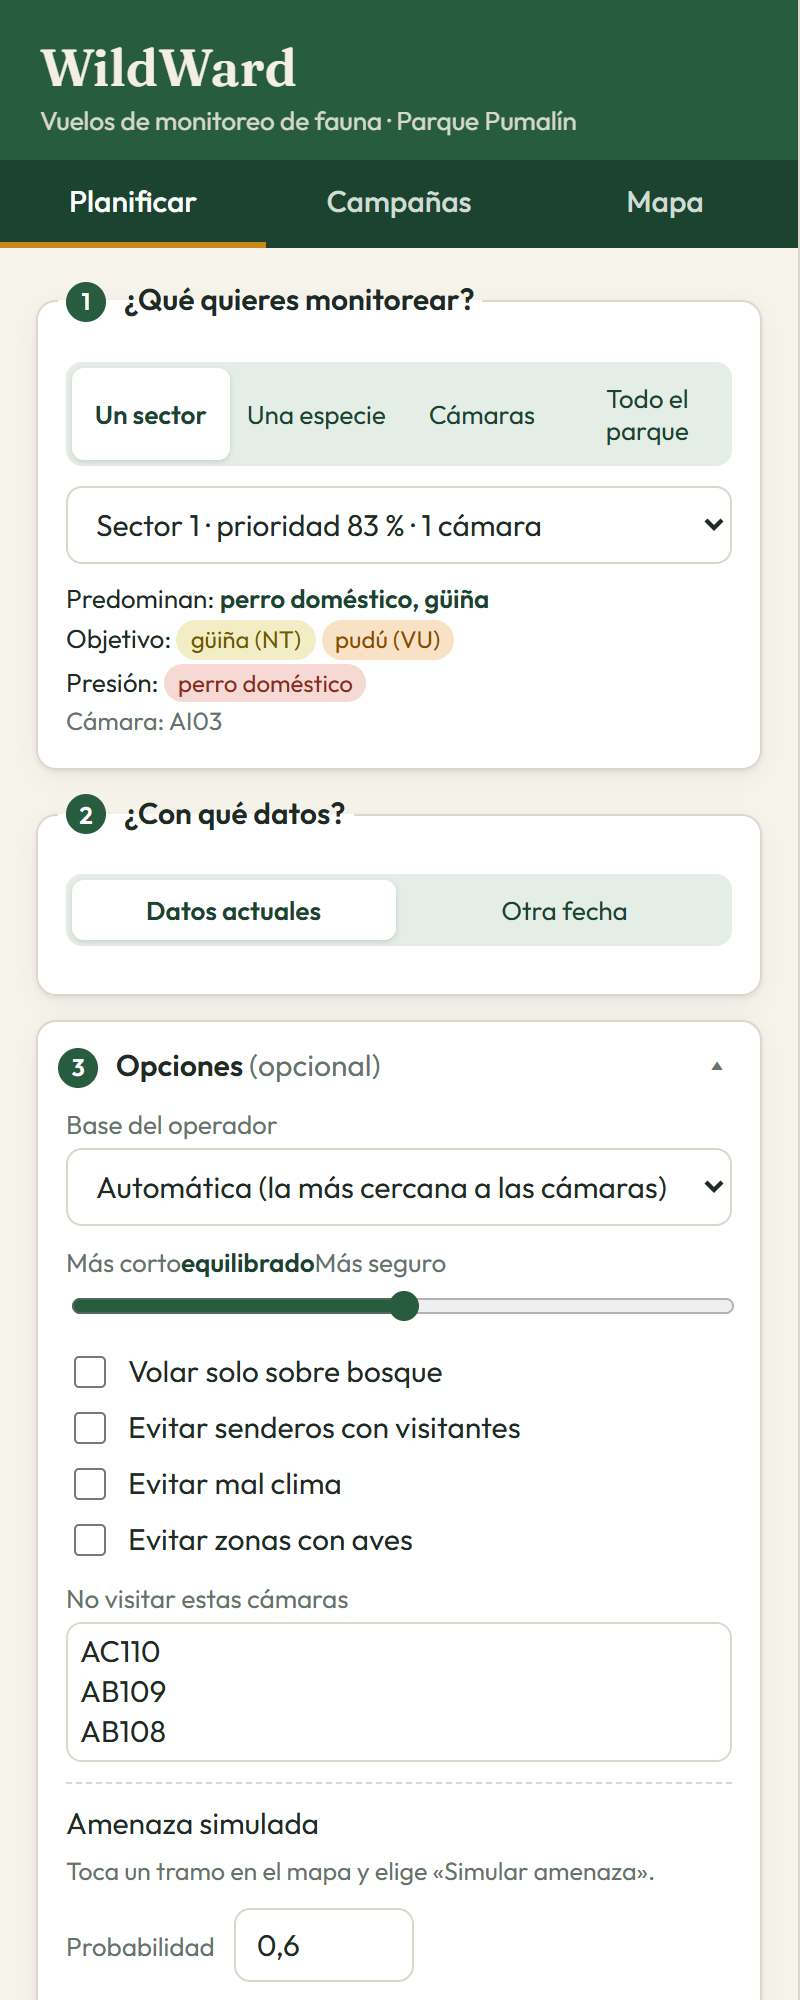 WildWard
Vuelos de monitoreo de fauna · Parque Pumalín
Planificar
Campañas
Mapa
1 ¿Qué quieres monitorear?
Un sector
Una especie
Cámaras
Todo el
parque
Sector 1 · prioridad 83 % · 1 cámara
Predominan: perro doméstico, güiña
Objetivo: güiña (NT) pudú (VU)
Presión: perro doméstico
Cámara: AI03
2 ¿Con qué datos?
Datos actuales
Otra fecha
3 Opciones (opcional)
Base del operador
Automática (la más cercana a las cámaras)
Más cortoequilibradoMás seguro
Volar solo sobre bosque
Evitar senderos con visitantes
Evitar mal clima
Evitar zonas con aves
No visitar estas cámaras
AC110
AB109
AB108
Amenaza simulada
Toca un tramo en el mapa y elige «Simular amenaza».
Probabilidad 0,6